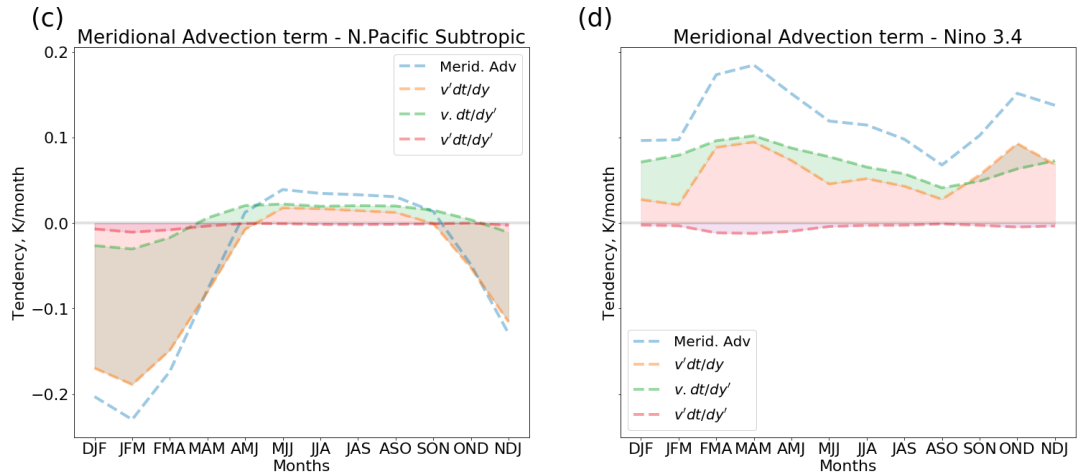 (c)
Meridional Advection term - N.Pacific Subtropic
Merid. Adv
v'dt/dy
v. dt/dy'
v'dt/dy'
0.2
0.1
0.0
−0.1
−0.2
Tendency, K/month
DJF JFM FMA MAM AMJ MJJ JJA JAS ASO SON OND NDJ
Months
(d)
Meridional Advection term - Nino 3.4
Merid. Adv
v'dt/dy
v. dt/dy'
v'dt/dy'
Tendency, K/month
DJF JFM FMA MAM AMJ MJJ JJA JAS ASO SON OND NDJ
Months